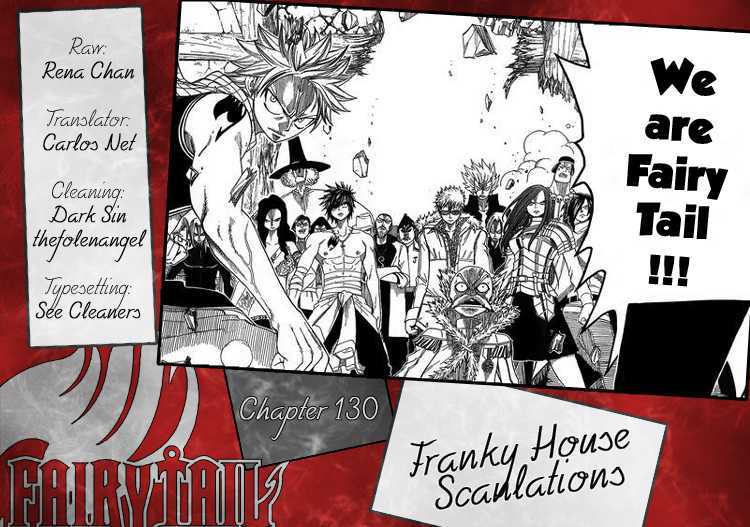 Raw:
Rena Chan
Translator:
Carlos Net
Cleaning:
Dark Sin
thefolenangel
Typesetting:
See Cleaners
We
are
Fairy
Tail
!!!
Chapter 130
Franky House
Scanlations
FAIRY TAIL